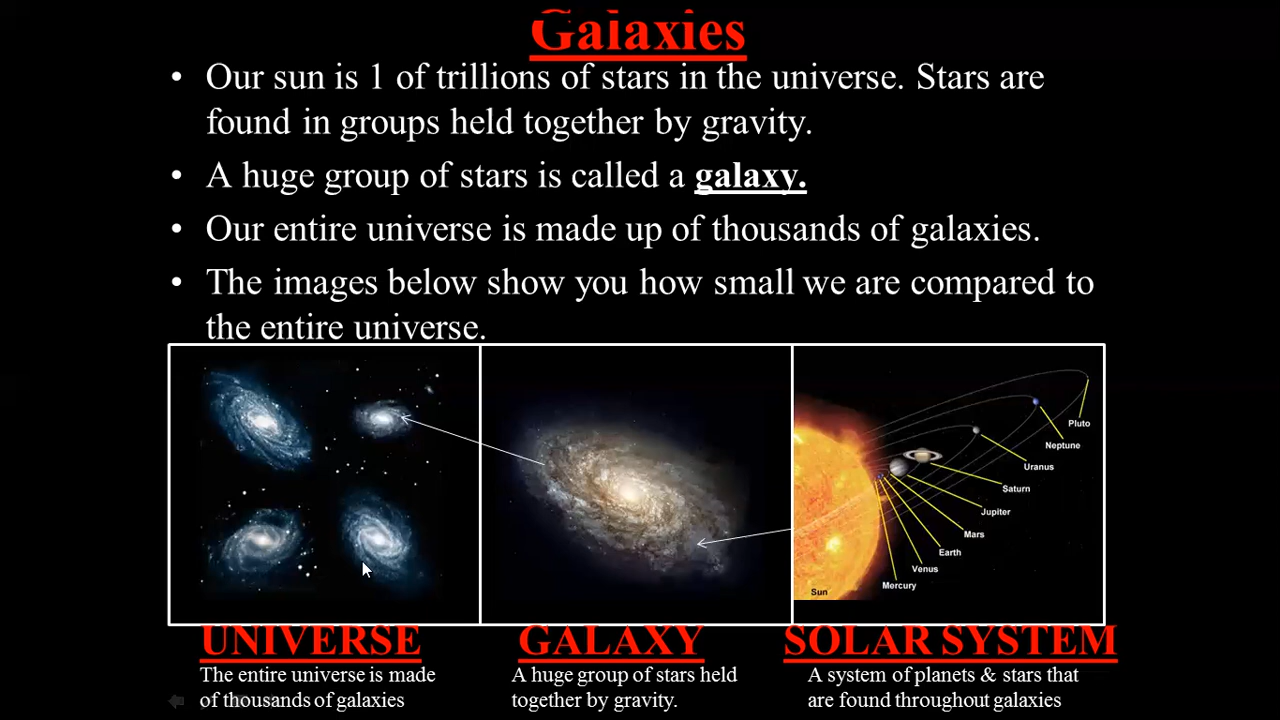 Galaxies
• Our sun is 1 of trillions of stars in the universe. Stars are
found in groups held together by gravity.
• A huge group of stars is called a galaxy.
• Our entire universe is made up of thousands of galaxies.
• The images below show you how small we are compared to
the entire universe.
Pluto
Neptune
Uranus
Saturn
Jupiter
Mars
Earth
Venus
Mercury
Sun
UNIVERSE
The entire universe is made
of thousands of galaxies
GALAXY
A huge group of stars held
together by gravity.
SOLAR SYSTEM
A system of planets & stars that
are found throughout galaxies